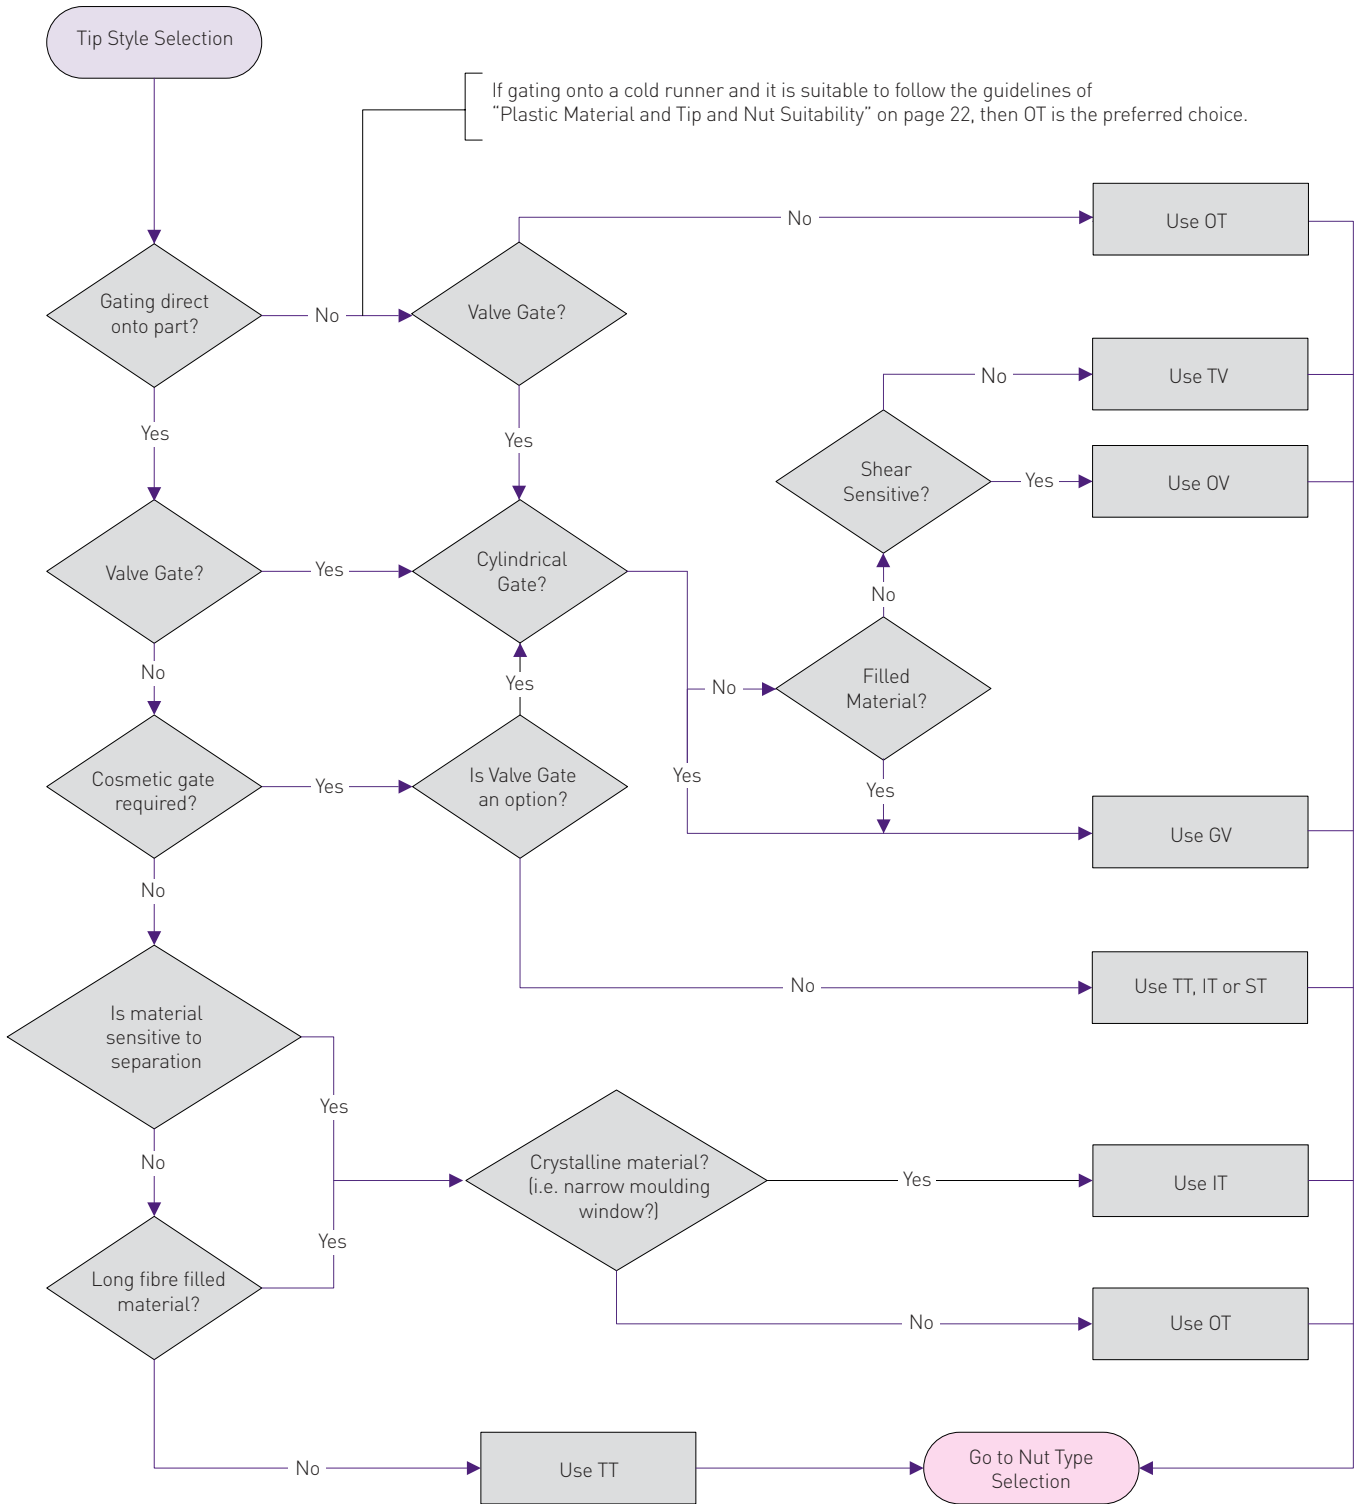 Tip Style Selection
If gating onto a cold runner and it is suitable to follow the guidelines of
“Plastic Material and Tip and Nut Suitability” on page 22, then OT is the preferred choice.
No
Use OT
Gating direct
onto part?
No
Valve Gate?
No
Use TV
Yes
Yes
Shear
Sensitive?
Yes
Use OV
Valve Gate?
Yes
Cylindrical
Gate?
No
No
Yes
No
Filled
Material?
Cosmetic gate
required?
Yes
Is Valve Gate
an option?
Yes
Yes
Use GV
No
No
Use TT, IT or ST
Is material
sensitive to
separation
Yes
No
Crystalline material?
(i.e. narrow moulding
window?)
Yes
Use IT
Yes
Long fibre filled
material?
No
Use OT
No
Use TT
Go to Nut Type
Selection